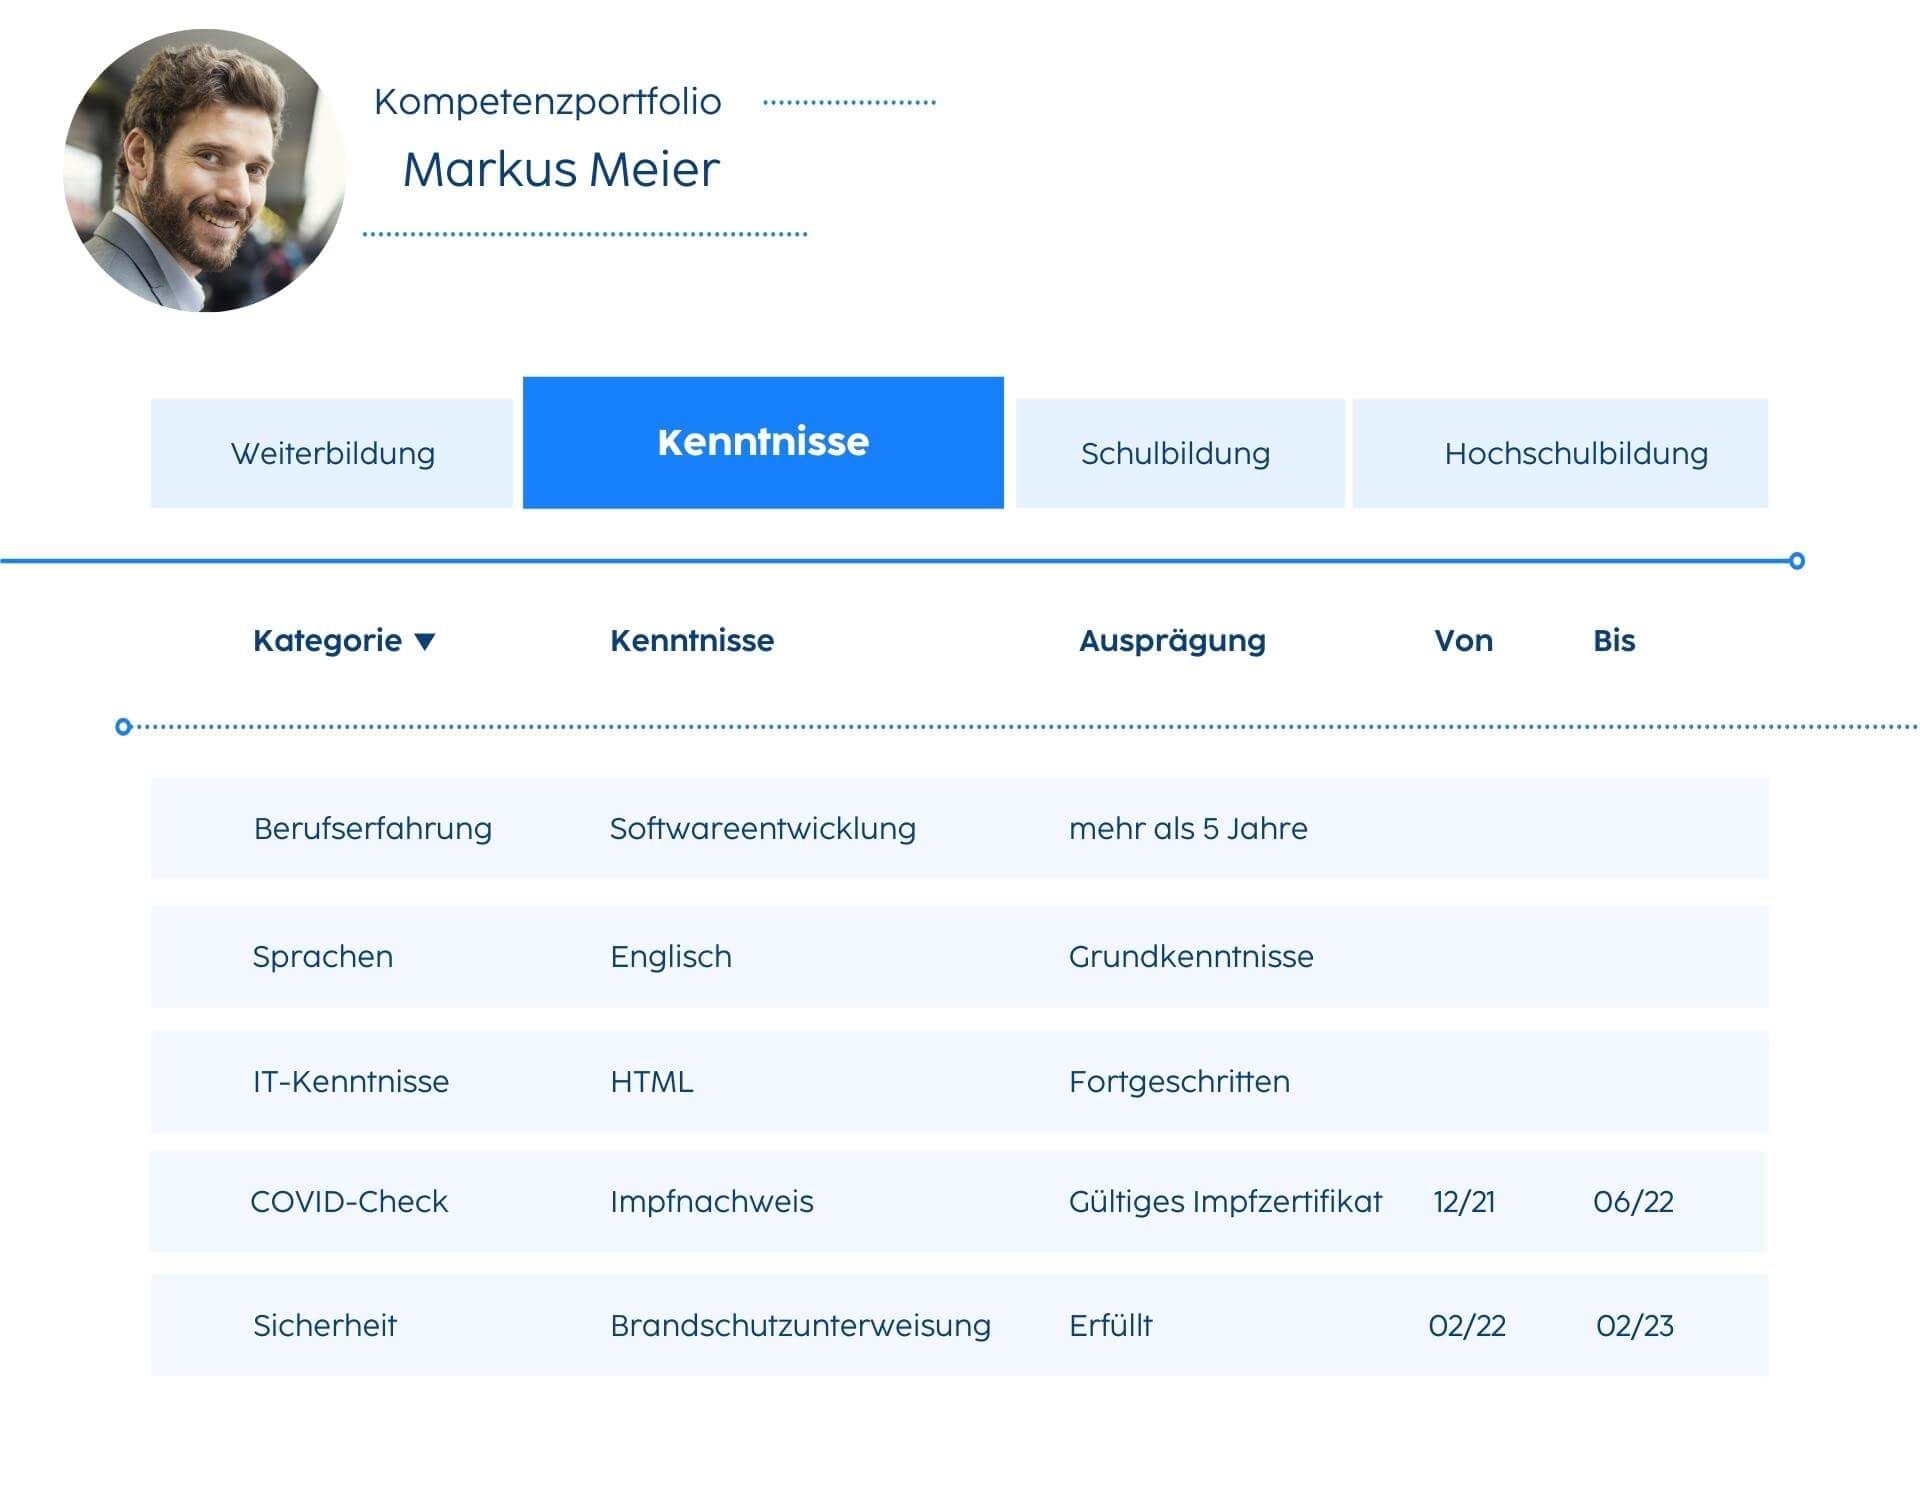 Kompetenzportfolio
Markus Meier
Weiterbildung Kenntnisse Schulbildung Hochschulbildung
Kategorie ▼ Kenntnisse Ausprägung Von Bis
Berufserfahrung Softwareentwicklung mehr als 5 Jahre
Sprachen Englisch Grundkenntnisse
IT-Kenntnisse HTML Fortgeschritten
COVID-Check Impfnachweis Gültiges Impfzertifikat 12/21 06/22
Sicherheit Brandschutzunterweisung Erfüllt 02/22 02/23